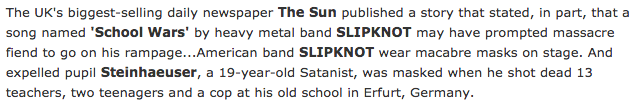 The UK's biggest-selling daily newspaper The Sun published a story that stated, in part, that a
song named 'School Wars' by heavy metal band SLIPKNOT may have prompted massacre
fiend to go on his rampage...American band SLIPKNOT wear macabre masks on stage. And
expelled pupil Steinhaeuser, a 19-year-old Satanist, was masked when he shot dead 13
teachers, two teenagers and a cop at his old school in Erfurt, Germany.